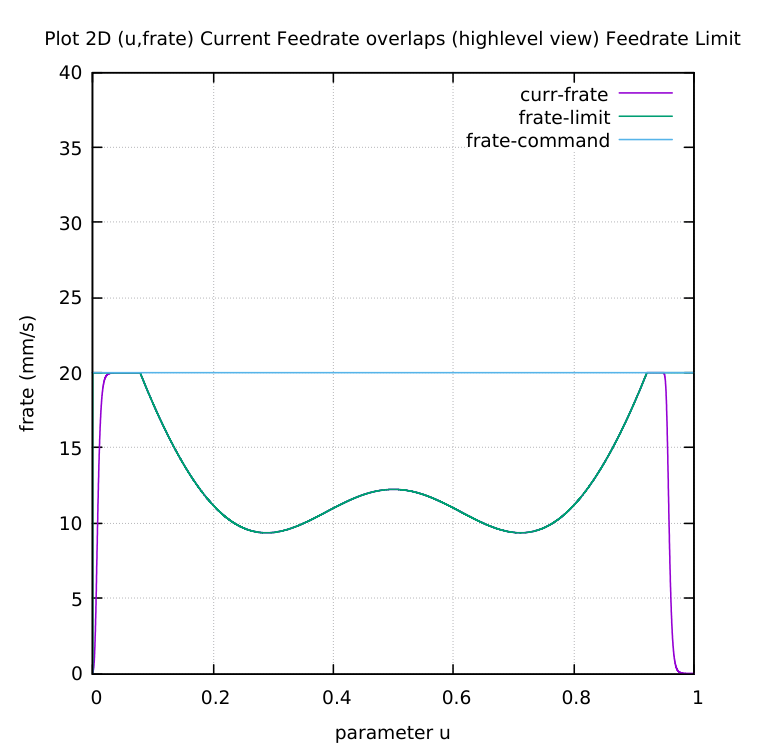 Plot 2D (u,frate) Current Feedrate overlaps (highlevel view) Feedrate Limit
40
35
30
25
20
15
10
5
0
frate (mm/s)
curr-frate
frate-limit
frate-command
0 0.2 0.4 0.6 0.8 1
parameter u